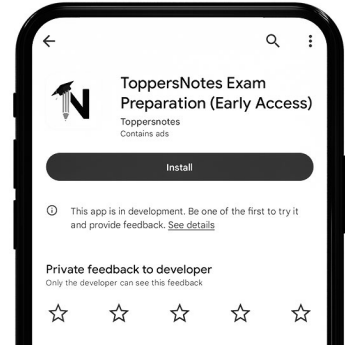 ToppersNotes Exam
Preparation (Early Access)
Toppersnotes
Contains ads
Install
This app is in development. Be one of the first to try it
and provide feedback. See details
Private feedback to developer
Only the developer can see this feedback